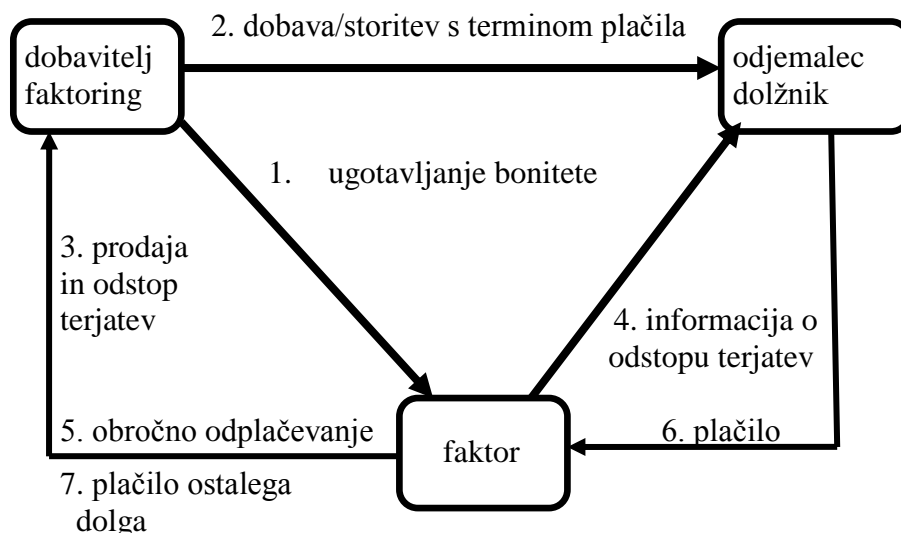 2. dobava/storitev s terminom plačila
dobavitelj
faktoring
odjemalec
dolžnik
1. ugotavljanje bonitete
3. prodaja
in odstop
terjatev
4. informacija o
odstopu terjatev
5. obročno odplačevanje
faktor
6. plačilo
7. plačilo ostalega
dolga